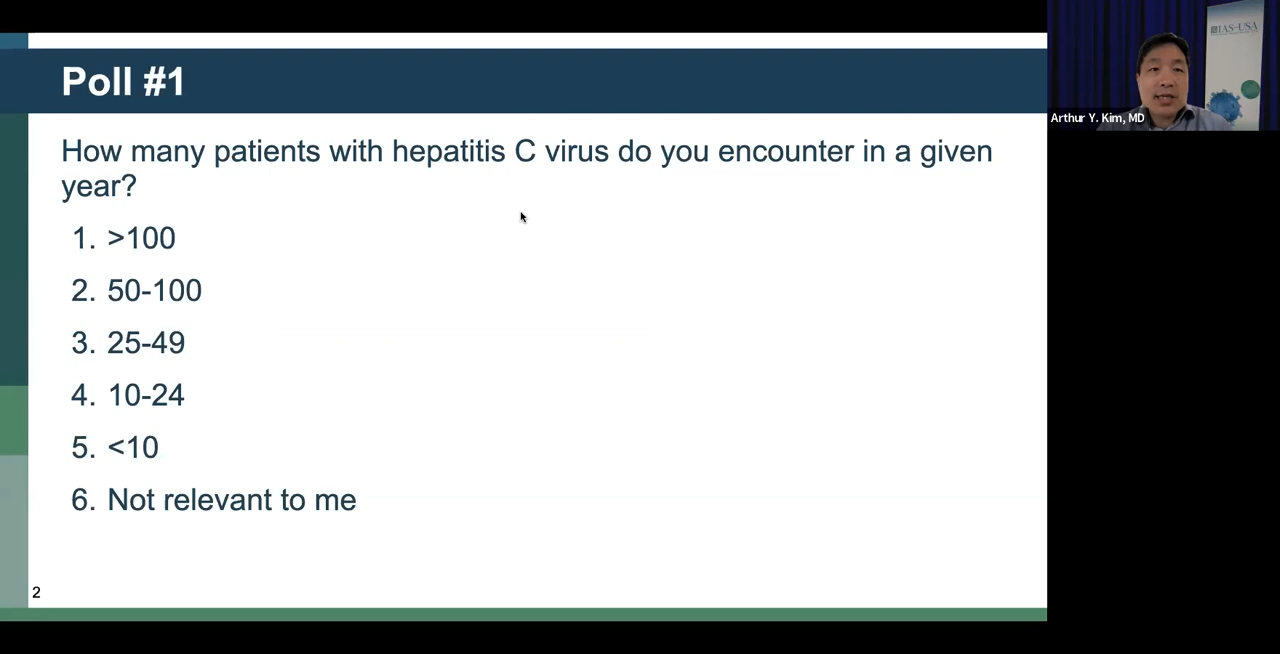 Poll #1
How many patients with hepatitis C virus do you encounter in a given
year?
1. >100
2. 50-100
3. 25-49
4. 10-24
5. <10
6. Not relevant to me
2
IAS–USA
Arthur Y. Kim, MD